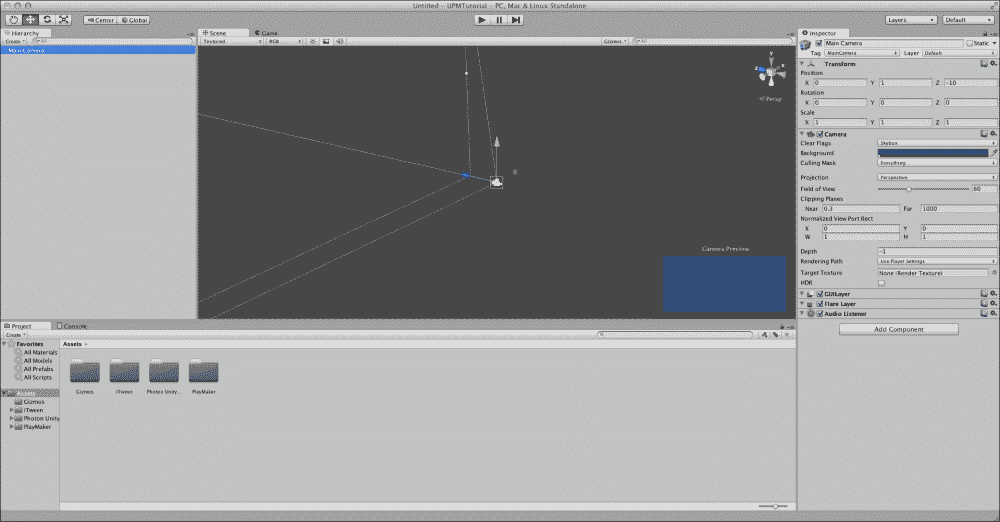 Untitled - UPMTutorial - PC, Mac & Linux Standalone
Center Global Layers Default
Hierarchy
Create All
Main Camera
Scene Game
Textured RGB Gizmos All
y
x
z
Persp
Camera Preview
Inspector
Main Camera Static
Tag MainCamera Layer Default
Transform
Position
X 0 Y 1 Z -10
Rotation
X 0 Y 0 Z 0
Scale
X 1 Y 1 Z 1
Camera
Clear Flags Skybox
Background
Culling Mask Everything
Projection Perspective
Field of View 60
Clipping Planes
Near 0.3 Far 1000
Normalized View Port Rect
X 0 Y 0
W 1 H 1
Depth -1
Rendering Path Use Player Settings
Target Texture None (Render Texture)
HDR
GUILayer
Flare Layer
Audio Listener
Add Component
Project Console
Create
Favorites
All Materials
All Models
All Prefabs
All Scripts
Assets
Gizmos
iTween
Photon Unity
PlayMaker
Assets
Gizmos iTween Photon Unity... PlayMaker